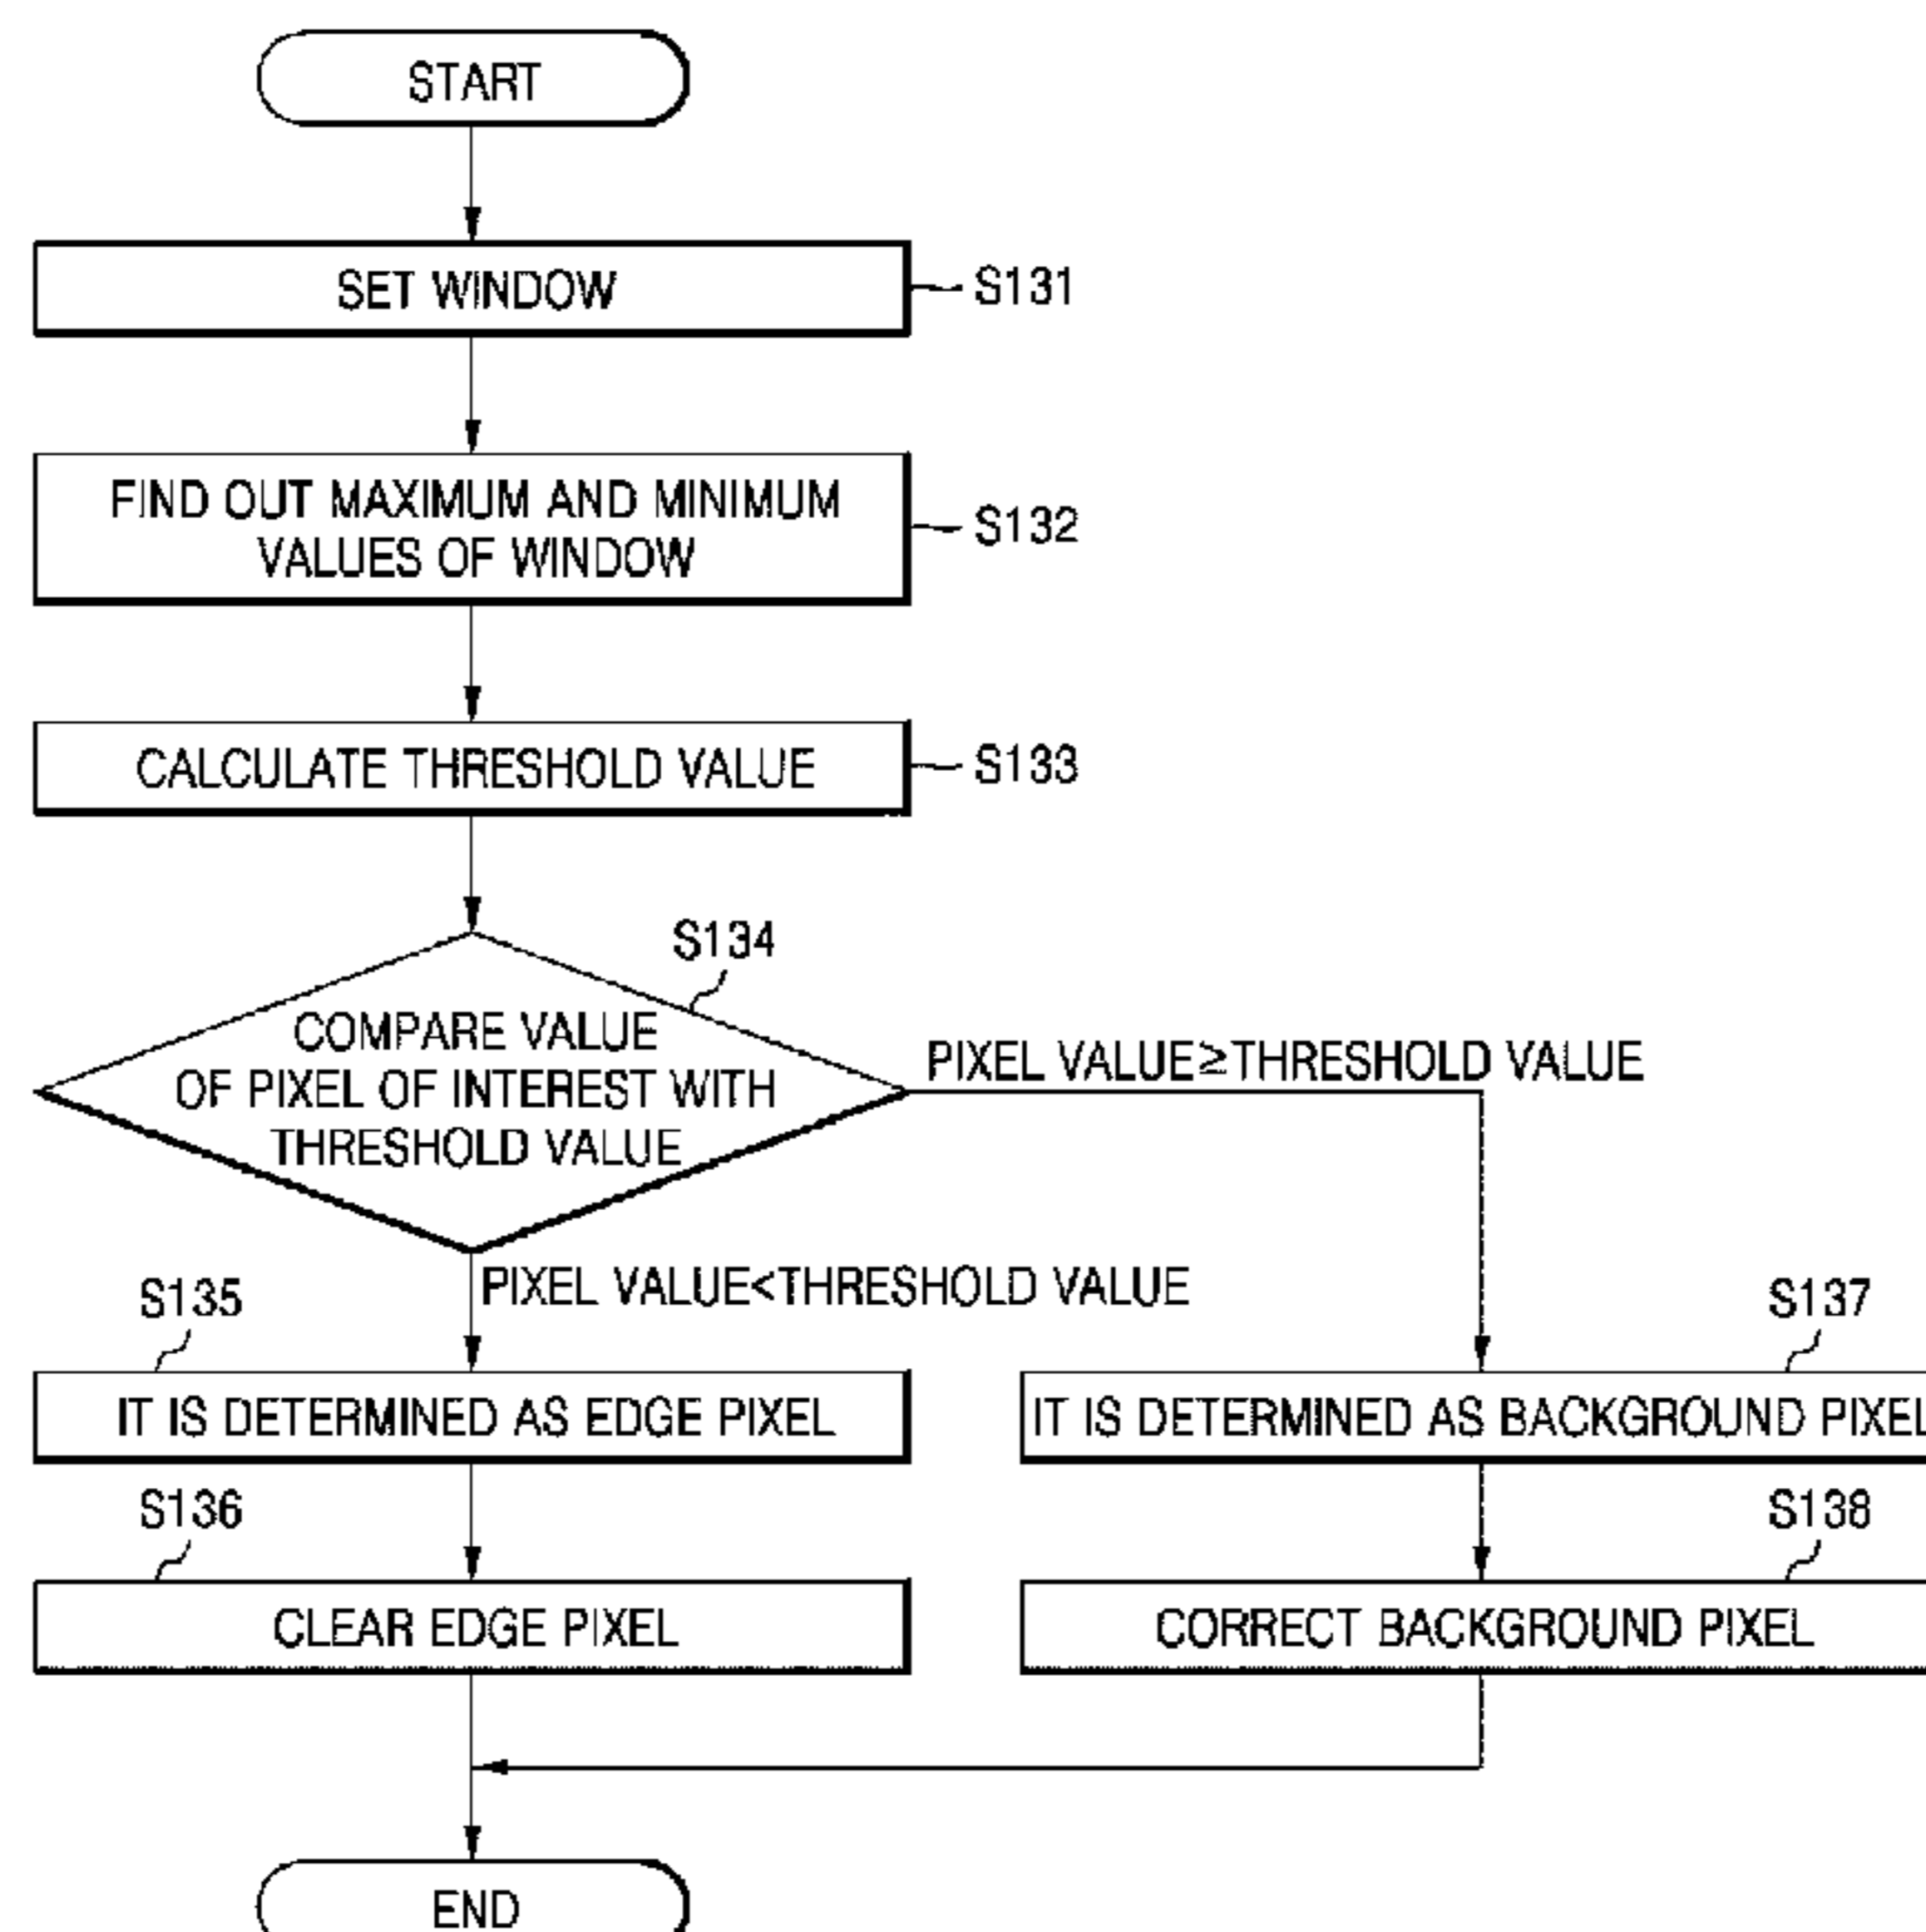 START
SET WINDOW
S131
FIND OUT MAXIMUM AND MINIMUM
VALUES OF WINDOW
S132
CALCULATE THRESHOLD VALUE
S133
S134
COMPARE VALUE
OF PIXEL OF INTEREST WITH
THRESHOLD VALUE
PIXEL VALUE≥THRESHOLD VALUE
PIXEL VALUE<THRESHOLD VALUE
S135
IT IS DETERMINED AS EDGE PIXEL
S137
IT IS DETERMINED AS BACKGROUND PIXEL
S136
CLEAR EDGE PIXEL
S138
CORRECT BACKGROUND PIXEL
END